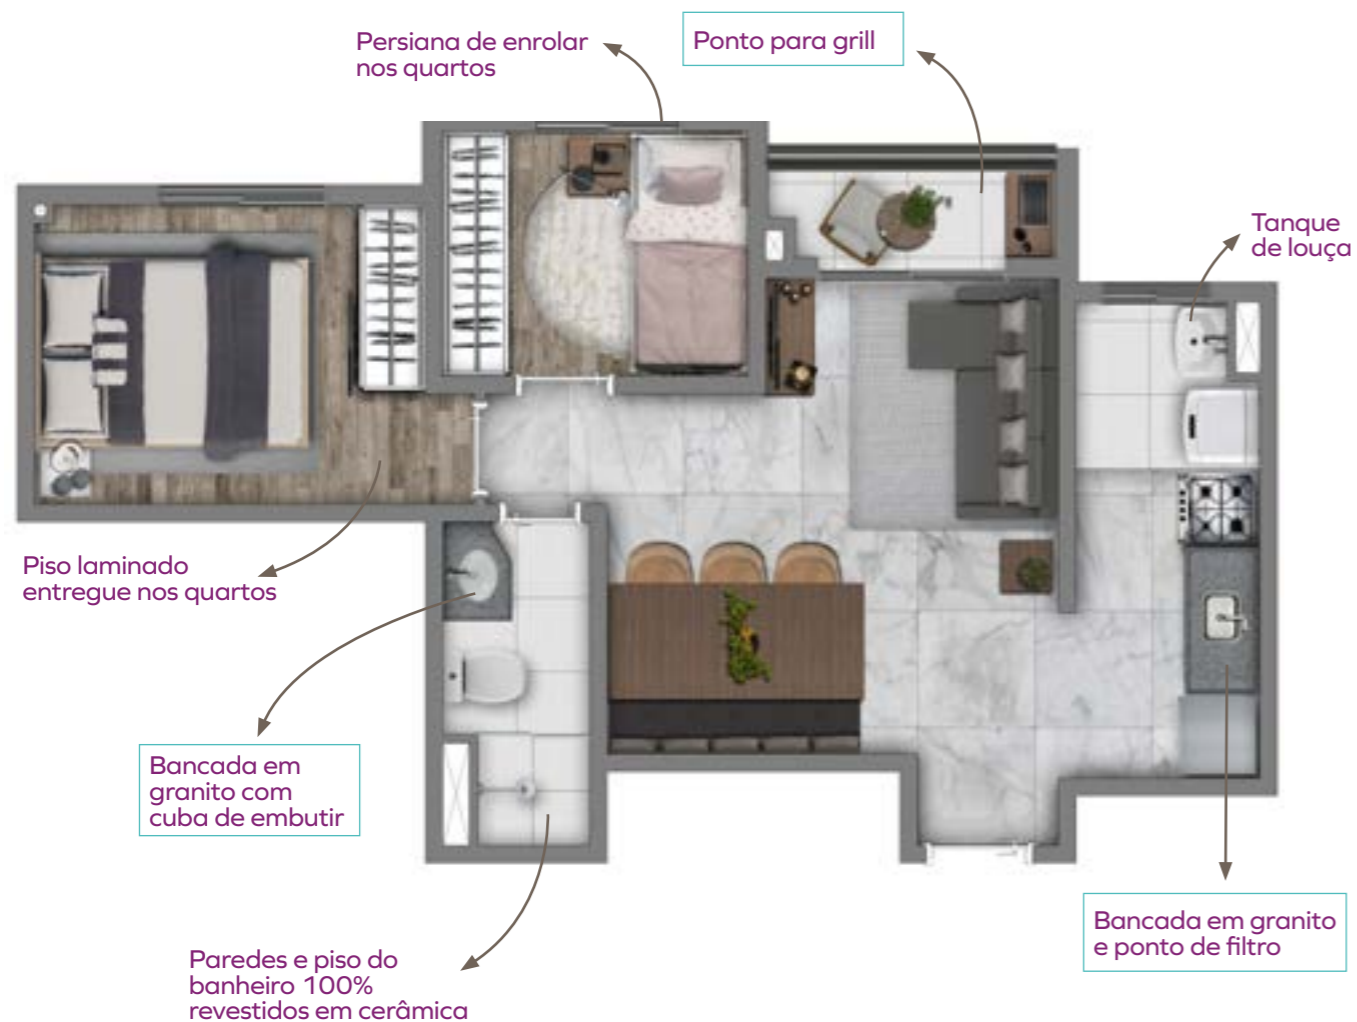 Persiana de enrolar
nos quartos
Ponto para grill
Tanque
de louça
Piso laminado
entregue nos quartos
Bancada em
granito com
cuba de embutir
Bancada em granito
e ponto de filtro
Paredes e piso do
banheiro 100%
revestidos em cerâmica